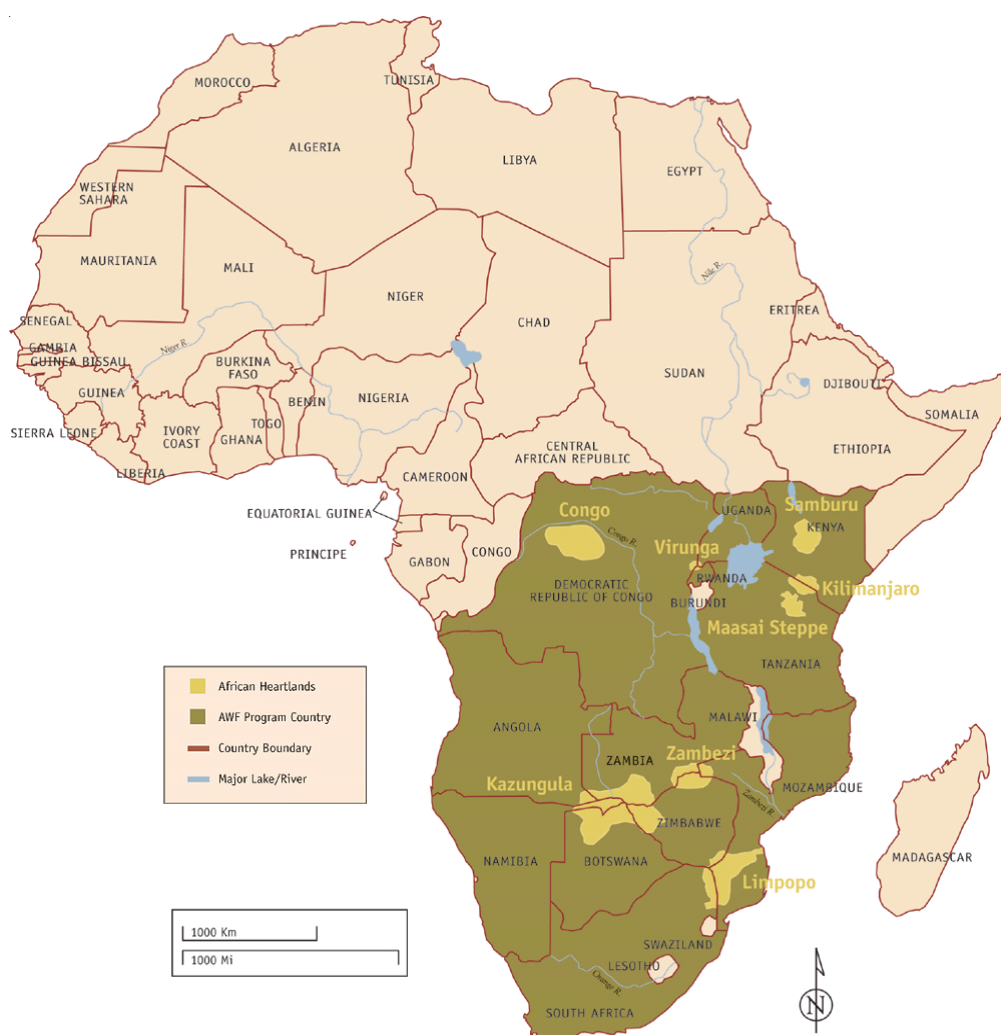 MOROCCO
TUNISIA
ALGERIA
LIBYA
EGYPT
WESTERN
SAHARA
MAURITANIA
MALI
NIGER
CHAD
Nile R.
ERITREA
SENEGAL
GAMBIA
GUINEA BISSAU
Niger R.
BURKINA
FASO
SUDAN
DJIBOUTI
GUINEA
BENIN
NIGERIA
SOMALIA
SIERRA LEONE
IVORY
COAST
GHANA
TOGO
CENTRAL
AFRICAN REPUBLIC
ETHIOPIA
LIBERIA
CAMEROON
EQUATORIAL GUINEA
Congo
UGANDA
Samburu
KENYA
PRINCIPE
GABON
CONGO
Congo R.
Virunga
RWANDA
DEMOCRATIC
REPUBLIC OF CONGO
BURUNDI
Kilimanjaro
Maasai Steppe
TANZANIA
African Heartlands
AWF Program Country
Country Boundary
Major Lake/River
ANGOLA
MALAWI
ZAMBIA
Zambezi
Kazungula
MOZAMBIQUE
Zambezi R.
ZIMBABWE
NAMIBIA
BOTSWANA
MADAGASCAR
Limpopo
1000 Km
1000 Mi
SWAZILAND
LESOTHO
Orange R.
SOUTH AFRICA
N